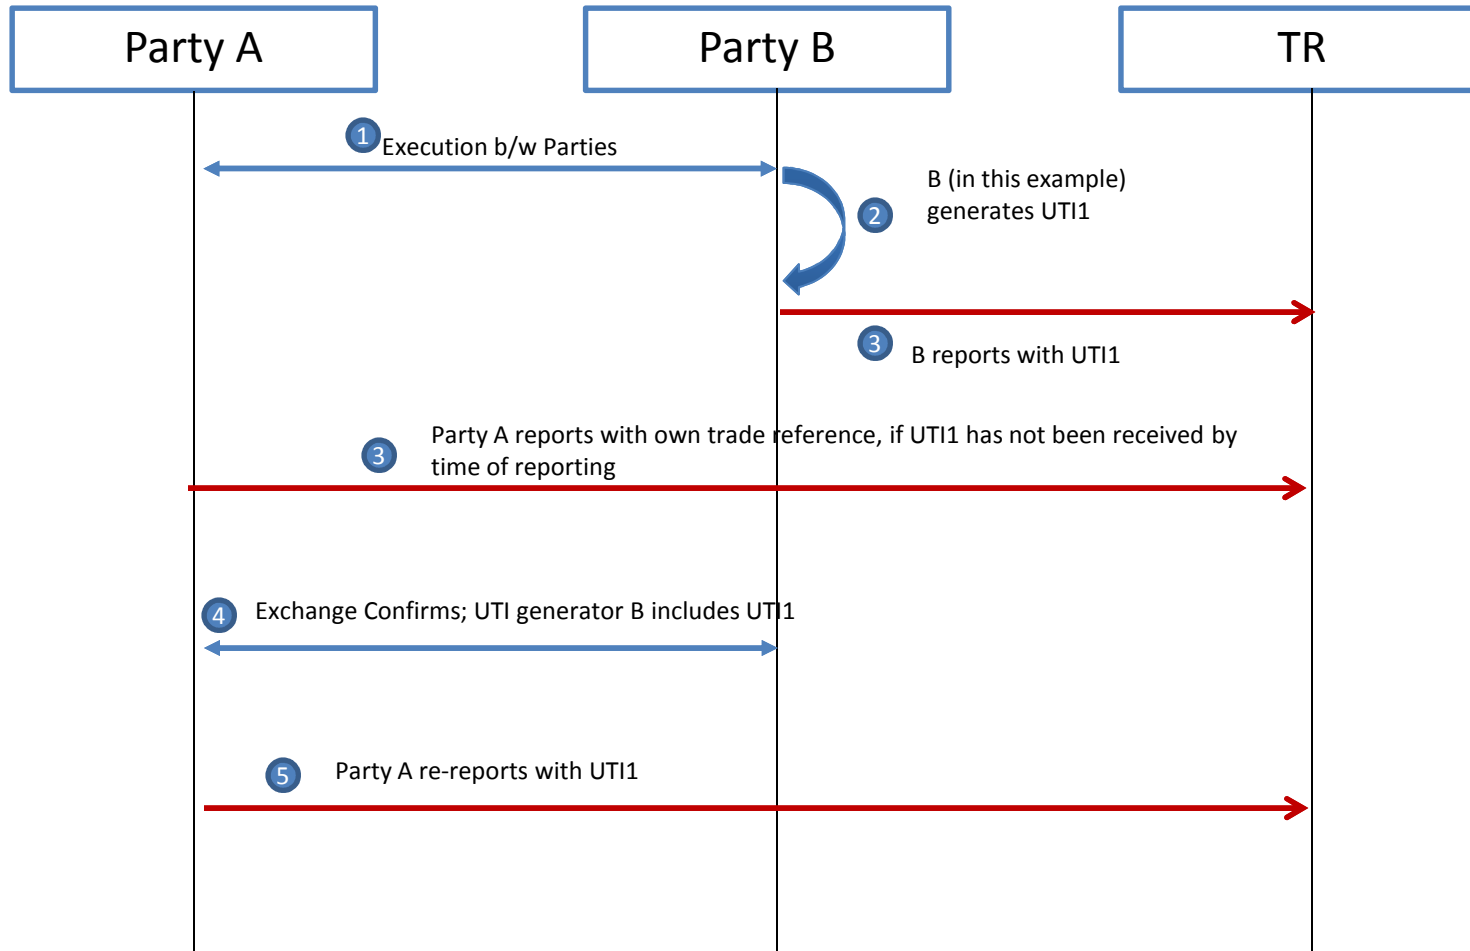 Party A
Party B
TR
1
Execution b/w Parties
B (in this example)
generates UTI1
2
3
B reports with UTI1
Party A reports with own trade reference, if UTI1 has not been received by
time of reporting
3
4
Exchange Confirms; UTI generator B includes UTI1
5
Party A re-reports with UTI1